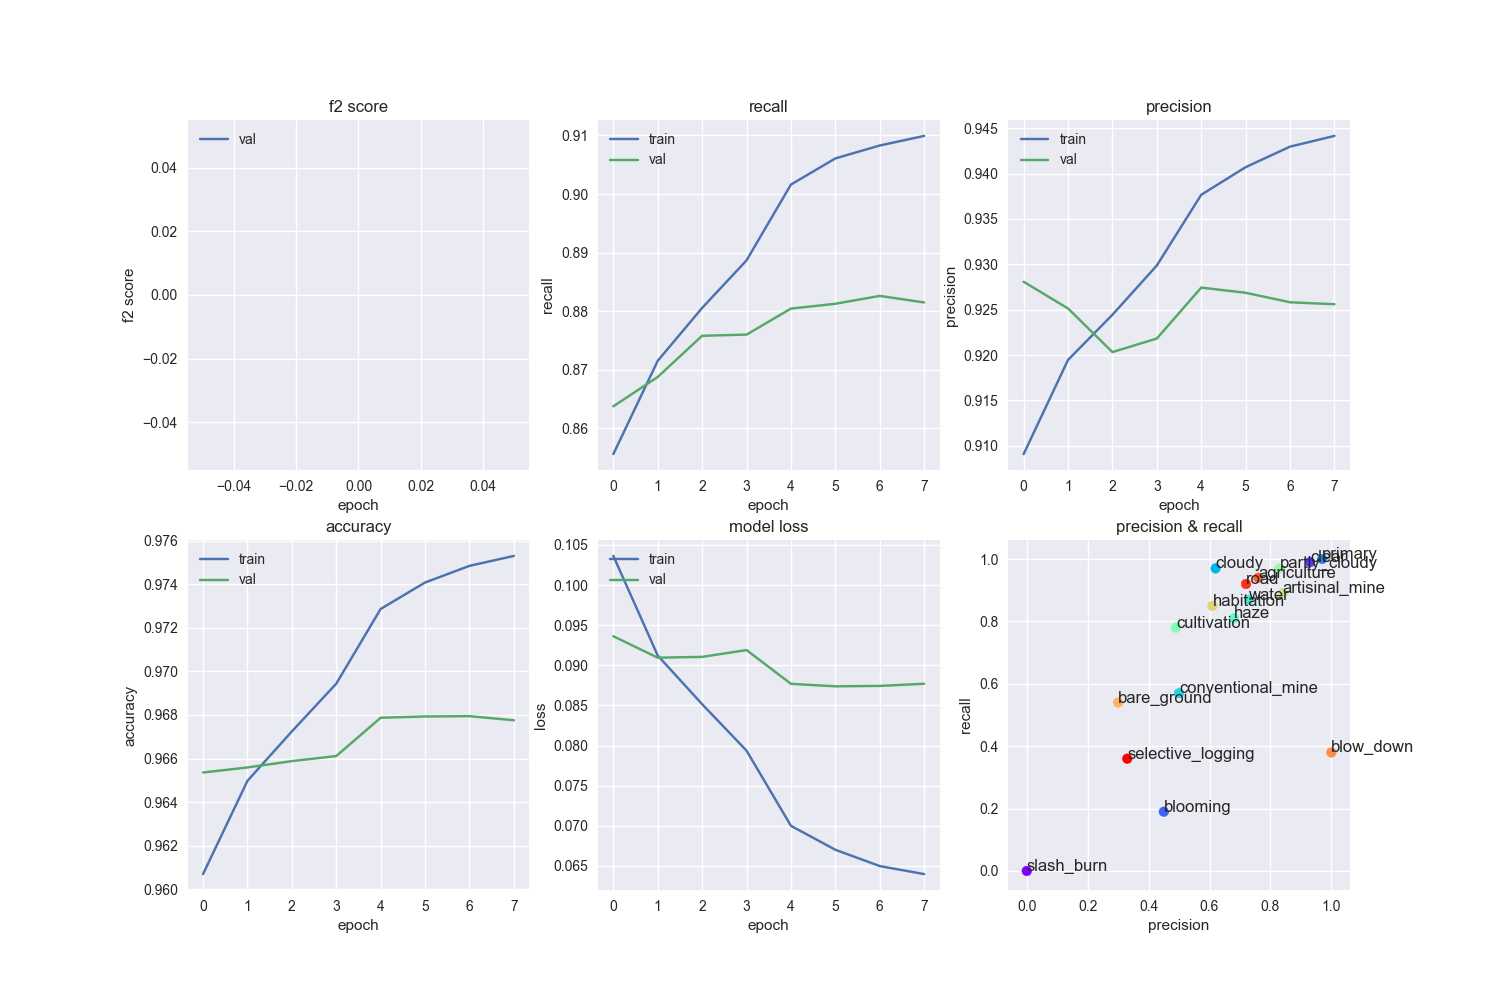 f2 score
val
0.04
0.02
0.00
−0.02
−0.04
f2 score
−0.04 −0.02 0.00 0.02 0.04
epoch
recall
train
val
0.91
0.90
0.89
0.88
0.87
0.86
recall
0 1 2 3 4 5 6 7
epoch
precision
train
val
0.945
0.940
0.935
0.930
0.925
0.920
0.915
0.910
precision
0 1 2 3 4 5 6 7
epoch
accuracy
train
val
0.976
0.974
0.972
0.970
0.968
0.966
0.964
0.962
0.960
accuracy
0 1 2 3 4 5 6 7
epoch
model loss
train
val
0.105
0.100
0.095
0.090
0.085
0.080
0.075
0.070
0.065
loss
0 1 2 3 4 5 6 7
epoch
precision & recall
1.0
0.8
0.6
0.4
0.2
0.0
recall
primary
clear
partly_cloudy
cloudy
agriculture
road
artisinal_mine
water
habitation
haze
cultivation
conventional_mine
bare_ground
blow_down
selective_logging
blooming
slash_burn
0.0 0.2 0.4 0.6 0.8 1.0
precision